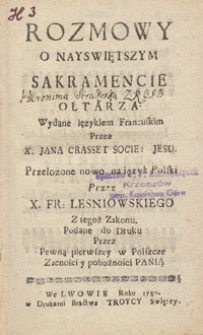 H 3
ROZMOWY
O NAYSWIĘTSZYM
SAKRAMENCIE
OŁTARZA
Wydane ięzykiem Francuſkim
Przez
X. JANA CRASSET SOCIE: JESU.
Przełożone nowo na ięzyk Polſki
Przez
X. FR: LESNIOWSKIEGO
Z tegoż Zakonu,
Podane do Druku
Przez
Pewną pierwſzey w Polſzcze
Zacności y pobożności PANIĄ
WE LWOWIE Roku
w Drukarni Bractwa TROYCY Swiętey.